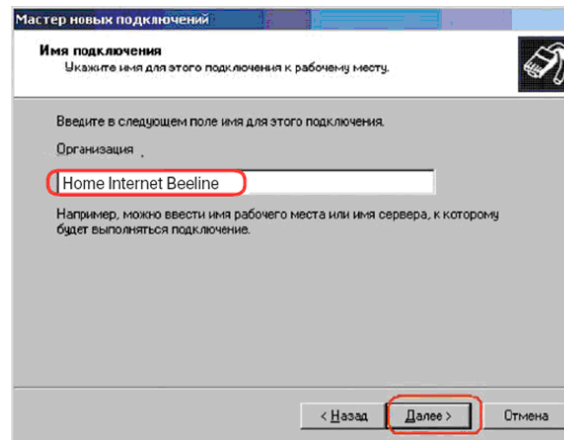 Мастер новых подключений
Имя подключения
Укажите имя для этого подключения к рабочему месту.
Введите в следующем поле имя для этого подключения.
Организация
Home Internet Beeline
Например, можно ввести имя рабочего места или имя сервера, к которому
будет выполняться подключение.
< Назад Далее > Отмена